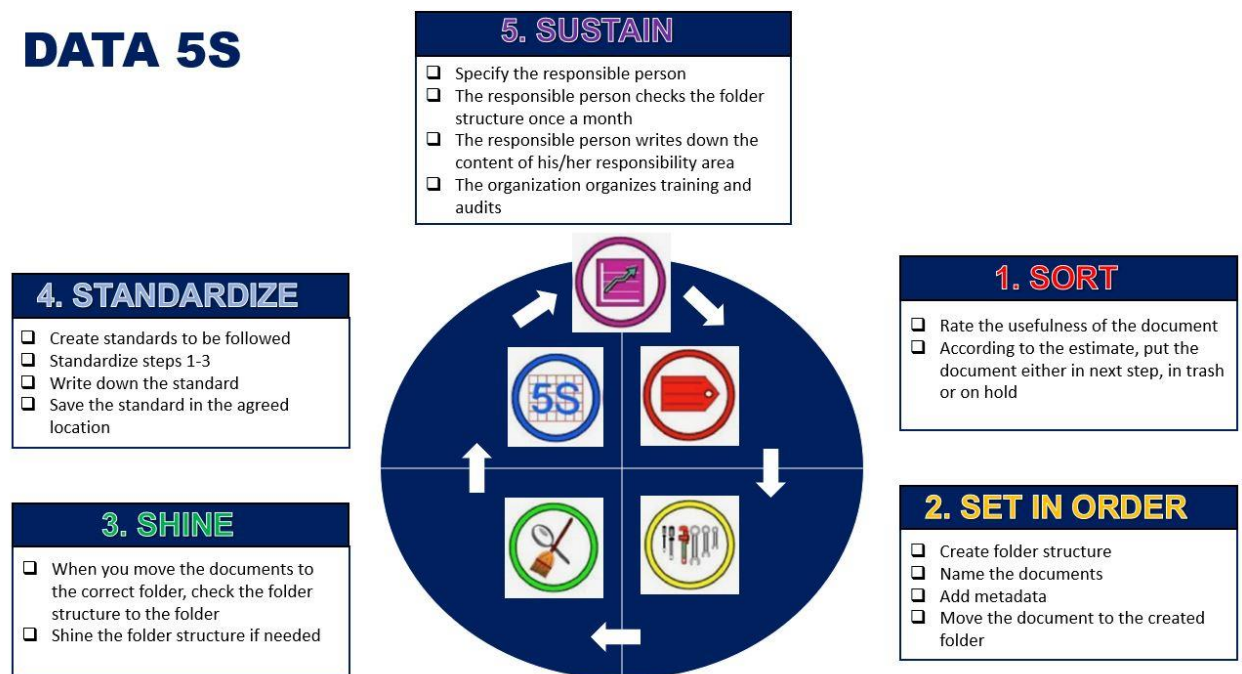 DATA 5S
5. SUSTAIN
❑ Specify the responsible person
❑ The responsible person checks the folder
structure once a month
❑ The responsible person writes down the
content of his/her responsibility area
❑ The organization organizes training and
audits
4. STANDARDIZE
❑ Create standards to be followed
❑ Standardize steps 1-3
❑ Write down the standard
❑ Save the standard in the agreed
location
5S
1. SORT
❑ Rate the usefulness of the document
❑ According to the estimate, put the
document either in next step, in trash
or on hold
3. SHINE
❑ When you move the documents to
the correct folder, check the folder
structure to the folder
❑ Shine the folder structure if needed
2. SET IN ORDER
❑ Create folder structure
❑ Name the documents
❑ Add metadata
❑ Move the document to the created
folder